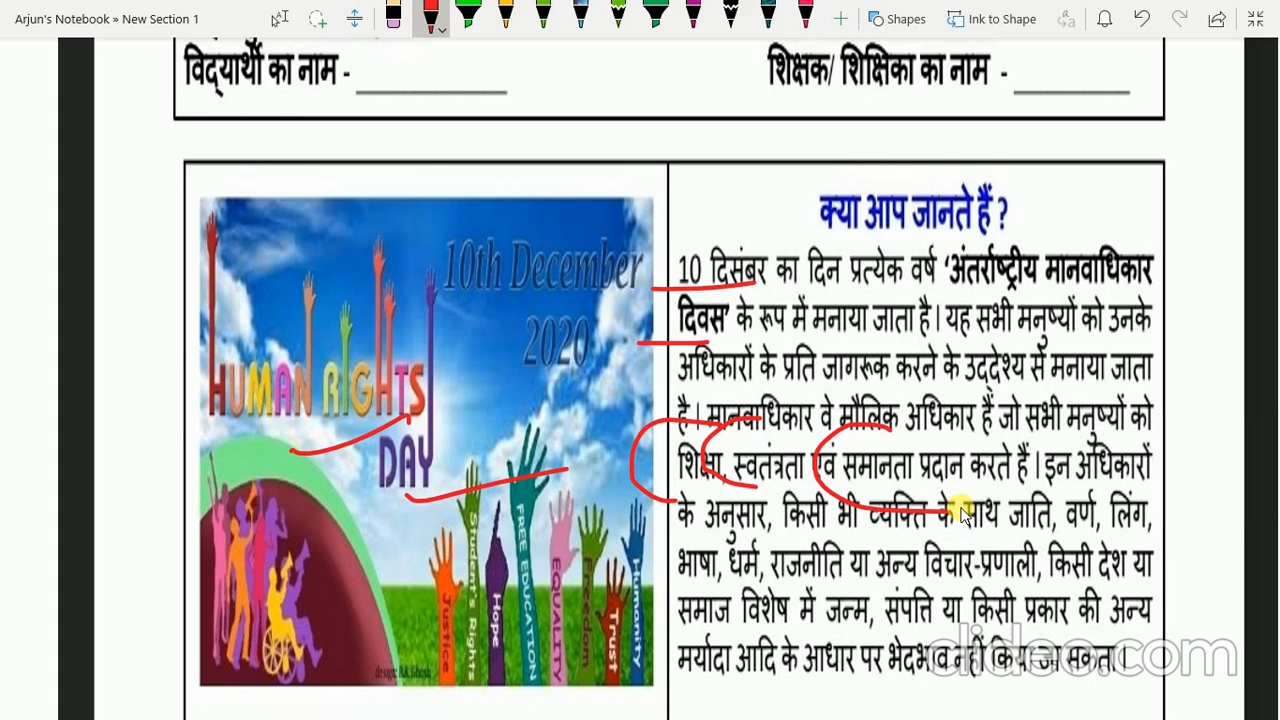 Arjun's Notebook » New Section 1
Shapes
Ink to Shape
विद्यार्थी का नाम - __________
शिक्षक/ शिक्षिका का नाम - ________
10th December
2020
HUMAN RIGHTS
DAY
Justice
Student's Rights
Hope
FREE EDUCATION
EQUALITY
Freedom
Trust
Humanity
क्या आप जानते हैं ?
10 दिसंबर का दिन प्रत्येक वर्ष ‘अंतर्राष्ट्रीय मानवाधिकार
दिवस’ के रूप में मनाया जाता है। यह सभी मनुष्यों को उनके
अधिकारों के प्रति जागरूक करने के उद्देश्य से मनाया जाता
है। मानवाधिकार वे मौलिक अधिकार हैं जो सभी मनुष्यों को
शिक्षा, स्वतंत्रता एवं समानता प्रदान करते हैं। इन अधिकारों
के अनुसार, किसी भी व्यक्ति के साथ जाति, वर्ण, लिंग,
भाषा, धर्म, राजनीति या अन्य विचार-प्रणाली, किसी देश या
समाज विशेष में जन्म, संपत्ति या किसी प्रकार की अन्य
मर्यादा आदि के आधार पर भेदभाव नहीं किया जा सकता।
clideo.com